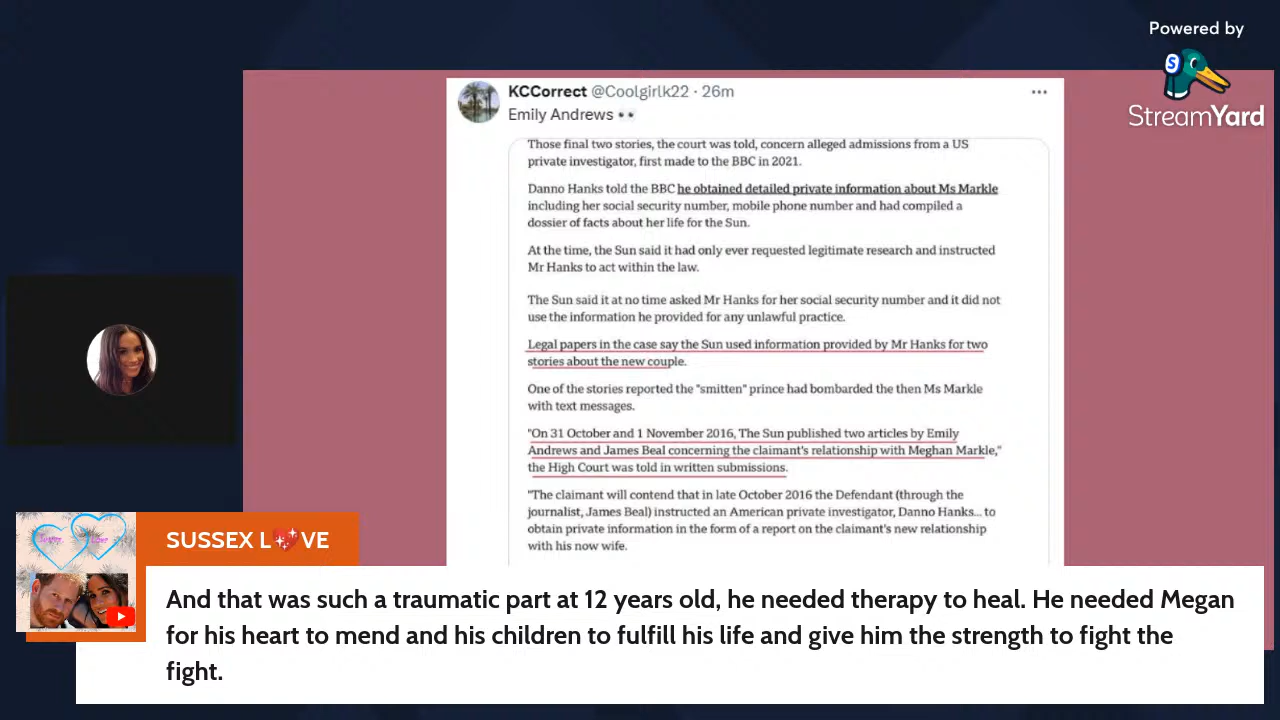 Powered by
S
StreamYard
KCCorrect @Coolgirlk22 · 26m
Emily Andrews 👀
Those final two stories, the court was told, concern alleged admissions from a US
private investigator, first made to the BBC in 2021.
Danno Hanks told the BBC he obtained detailed private information about Ms Markle
including her social security number, mobile phone number and had compiled a
dossier of facts about her life for the Sun.
At the time, the Sun said it had only ever requested legitimate research and instructed
Mr Hanks to act within the law.
The Sun said it at no time asked Mr Hanks for her social security number and it did not
use the information he provided for any unlawful practice.
Legal papers in the case say the Sun used information provided by Mr Hanks for two
stories about the new couple.
One of the stories reported the "smitten" prince had bombarded the then Ms Markle
with text messages.
"On 31 October and 1 November 2016, The Sun published two articles by Emily
Andrews and James Beal concerning the claimant's relationship with Meghan Markle,"
the High Court was told in written submissions.
"The claimant will contend that in late October 2016 the Defendant (through the
journalist, James Beal) instructed an American private investigator, Danno Hanks... to
obtain private information in the form of a report on the claimant's new relationship
with his now wife.
SUSSEX L💖VE
And that was such a traumatic part at 12 years old, he needed therapy to heal. He needed Megan
for his heart to mend and his children to fulfill his life and give him the strength to fight the
fight.